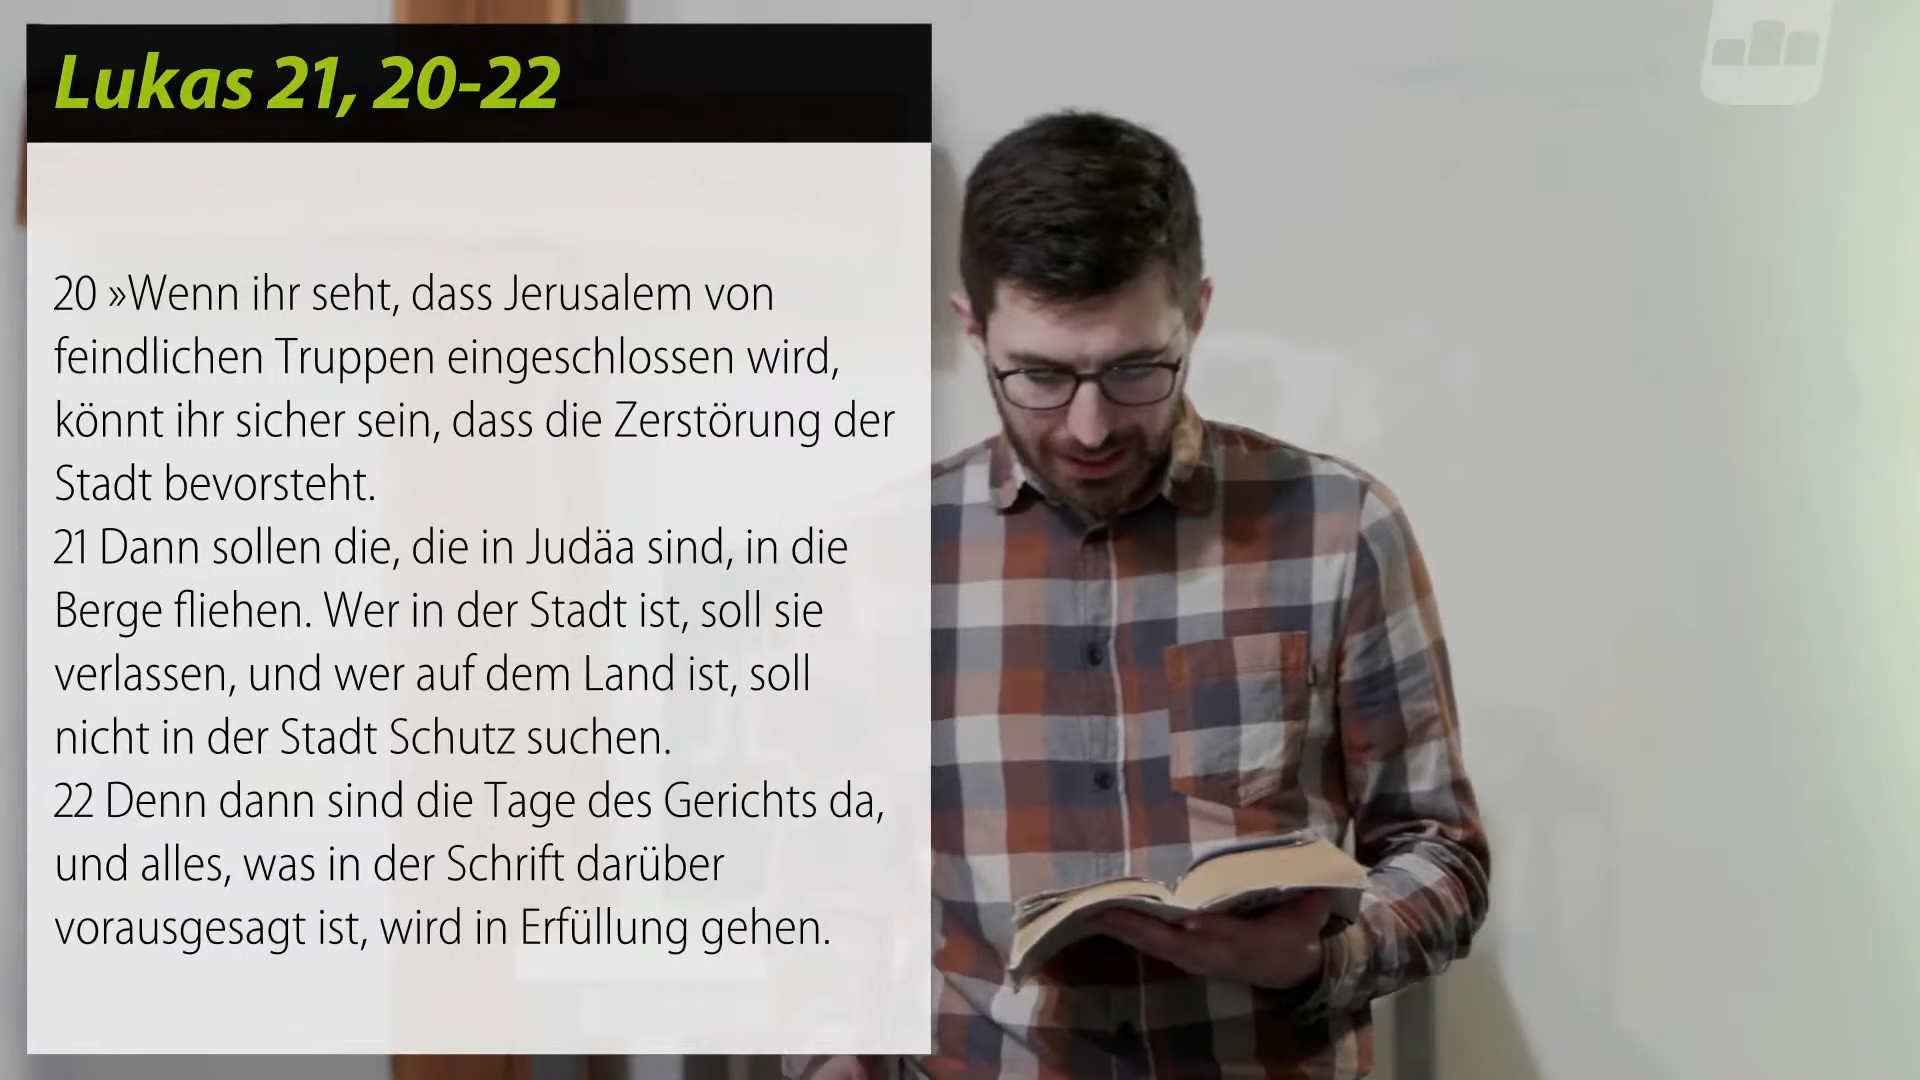 Lukas 21, 20-22
20 »Wenn ihr seht, dass Jerusalem von
feindlichen Truppen eingeschlossen wird,
könnt ihr sicher sein, dass die Zerstörung der
Stadt bevorsteht.
21 Dann sollen die, die in Judäa sind, in die
Berge fliehen. Wer in der Stadt ist, soll sie
verlassen, und wer auf dem Land ist, soll
nicht in der Stadt Schutz suchen.
22 Denn dann sind die Tage des Gerichts da,
und alles, was in der Schrift darüber
vorausgesagt ist, wird in Erfüllung gehen.